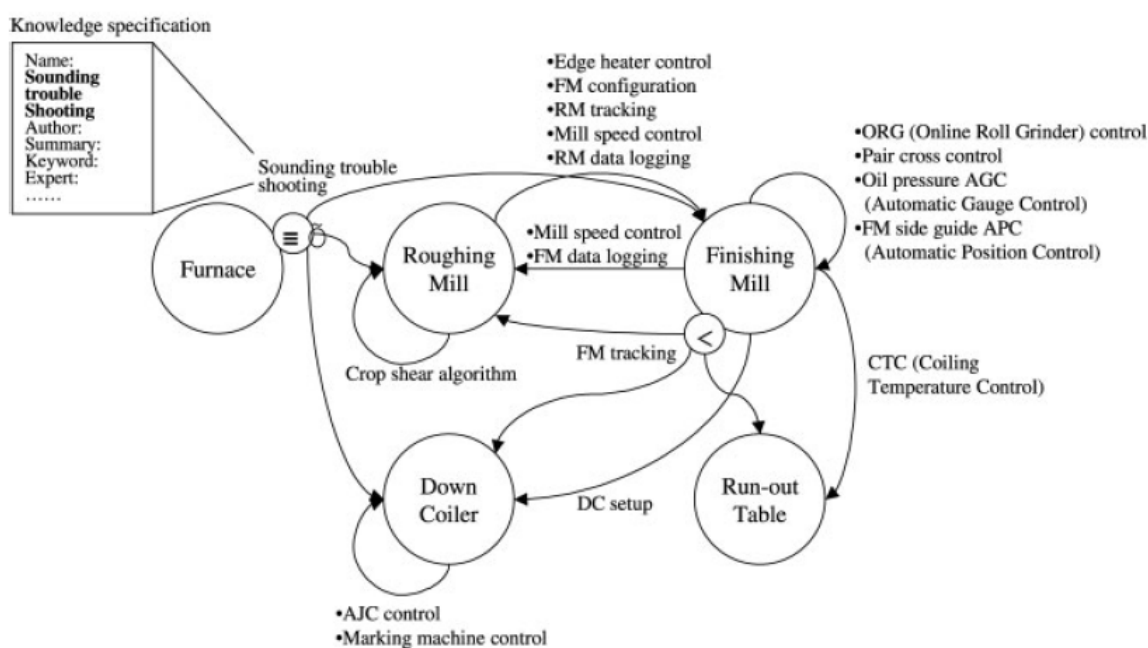 Knowledge specification
Name:
Sounding
trouble
Shooting
Author:
Summary:
Keyword:
Expert:
……
Sounding trouble
shooting
•Edge heater control
•FM configuration
•RM tracking
•Mill speed control
•RM data logging
•ORG (Online Roll Grinder) control
•Pair cross control
•Oil pressure AGC
(Automatic Gauge Control)
•FM side guide APC
(Automatic Position Control)
Furnace
≡
Roughing
Mill
•Mill speed control
•FM data logging
Finishing
Mill
<
Crop shear algorithm
FM tracking
CTC (Coiling
Temperature Control)
Down
Coiler
DC setup
Run-out
Table
•AJC control
•Marking machine control